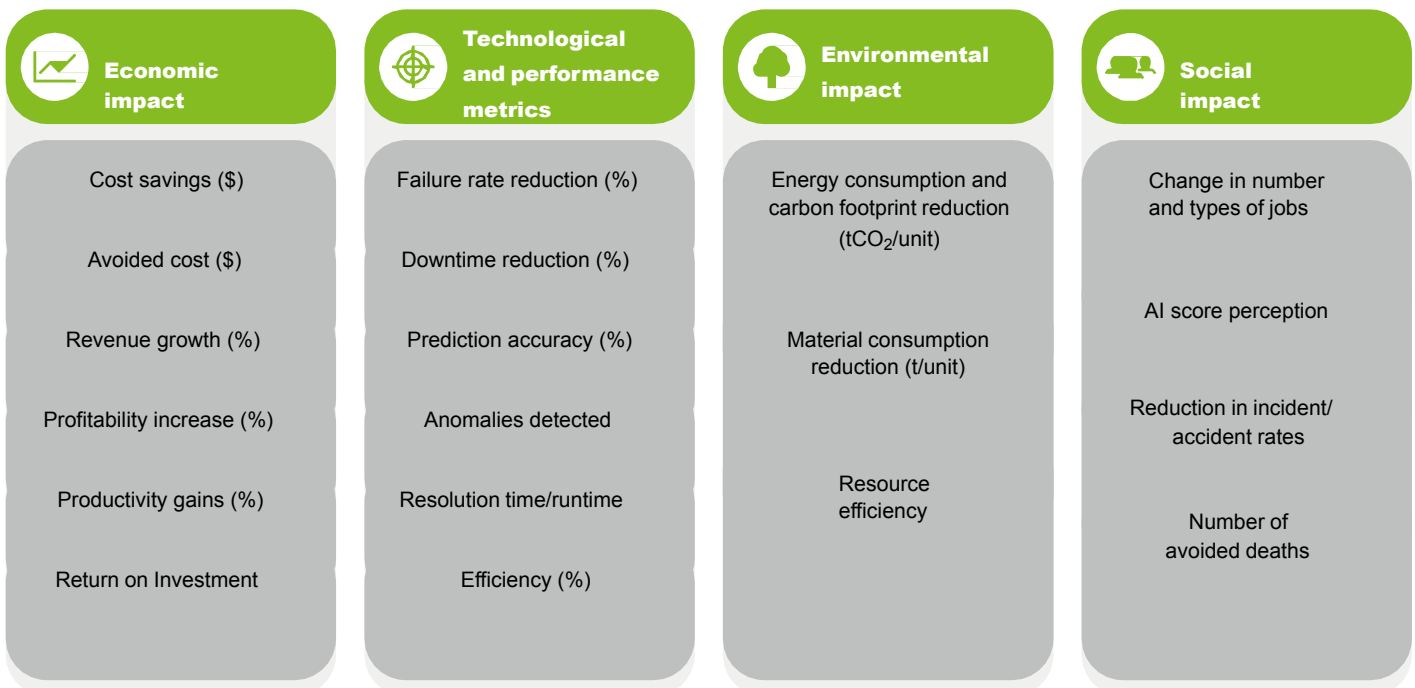 Economic
impact
Cost savings ($)
Avoided cost ($)
Revenue growth (%)
Profitability increase (%)
Productivity gains (%)
Return on Investment
Technological
and performance
metrics
Failure rate reduction (%)
Downtime reduction (%)
Prediction accuracy (%)
Anomalies detected
Resolution time/runtime
Efficiency (%)
Environmental
impact
Energy consumption and
carbon footprint reduction
(tCO₂/unit)
Material consumption
reduction (t/unit)
Resource
efficiency
Social
impact
Change in number
and types of jobs
AI score perception
Reduction in incident/
accident rates
Number of
avoided deaths